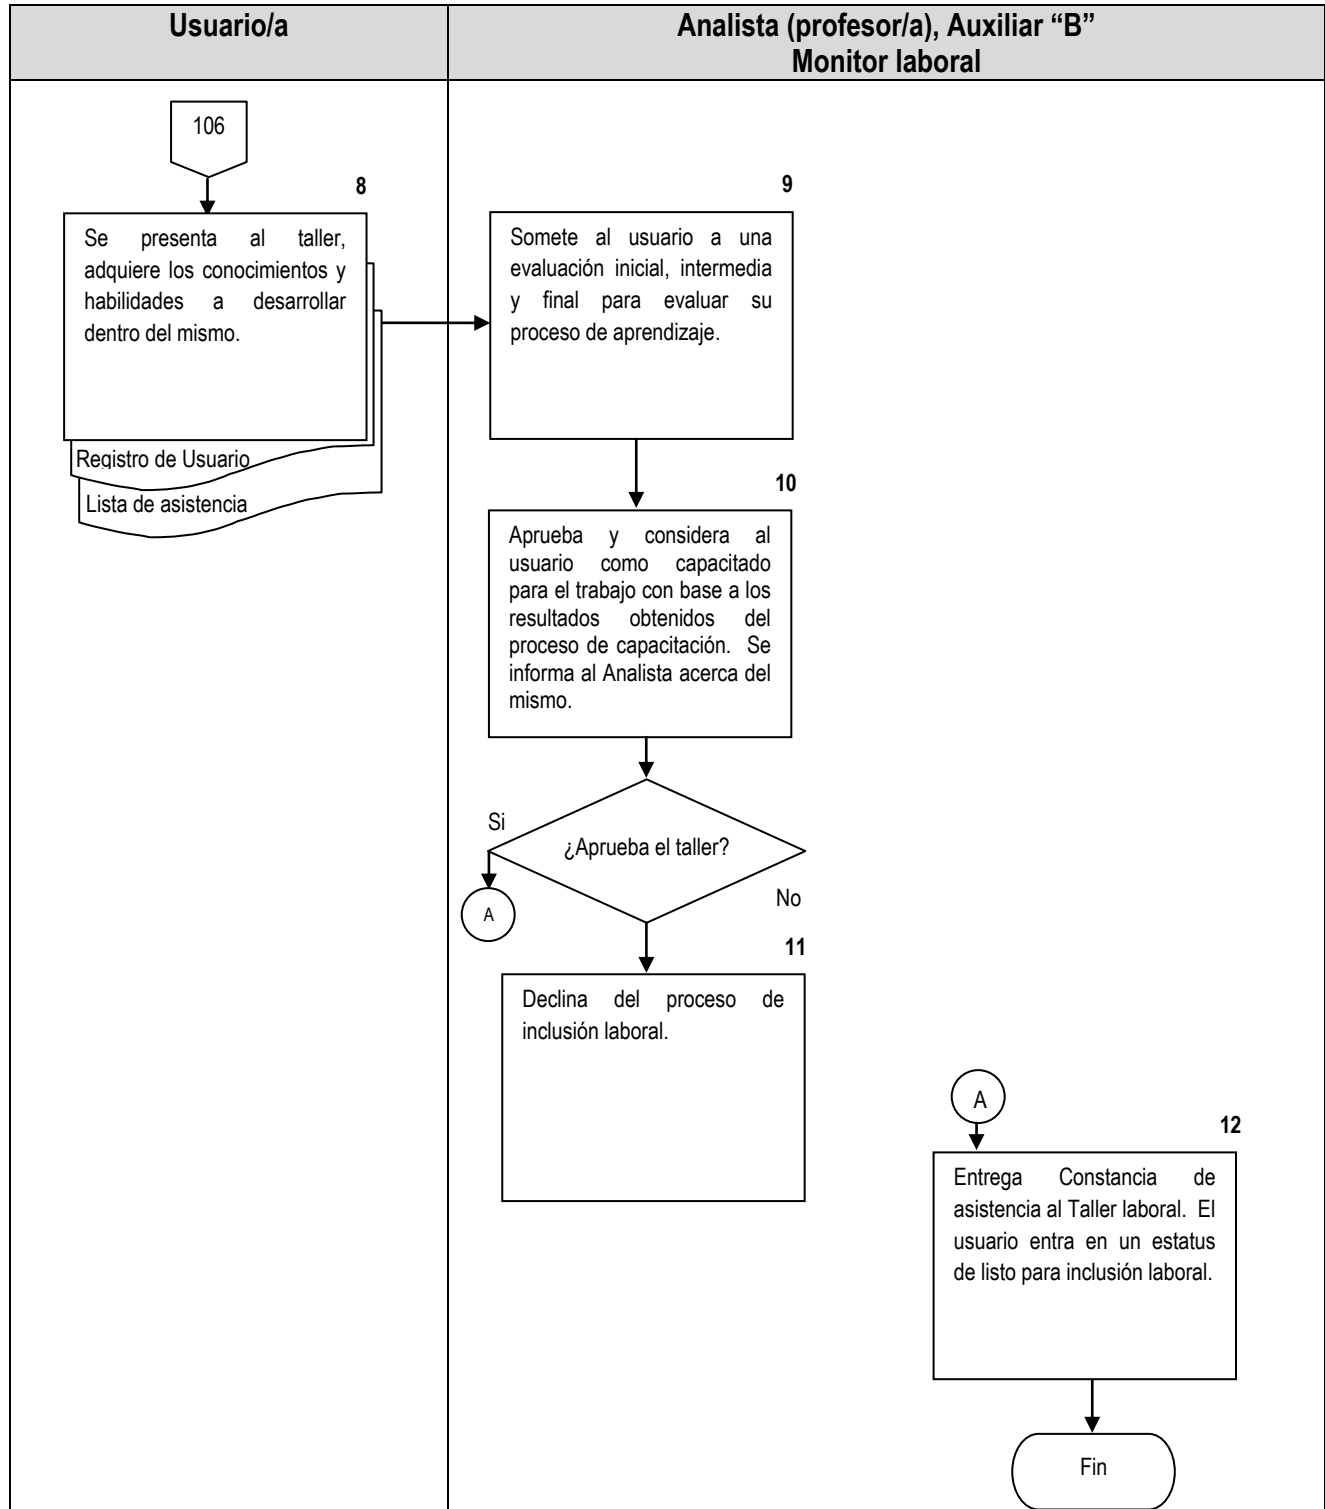 Usuario/a
Analista (profesor/a), Auxiliar “B”
Monitor laboral
106
8
Se presenta al taller,
adquiere los conocimientos y
habilidades a desarrollar
dentro del mismo.
Registro de Usuario
Lista de asistencia
9
Somete al usuario a una
evaluación inicial, intermedia
y final para evaluar su
proceso de aprendizaje.
10
Aprueba y considera al
usuario como capacitado
para el trabajo con base a los
resultados obtenidos del
proceso de capacitación. Se
informa al Analista acerca del
mismo.
¿Aprueba el taller?
Si
A
No
11
Declina del proceso de
inclusión laboral.
A
12
Entrega Constancia de
asistencia al Taller laboral. El
usuario entra en un estatus
de listo para inclusión laboral.
Fin